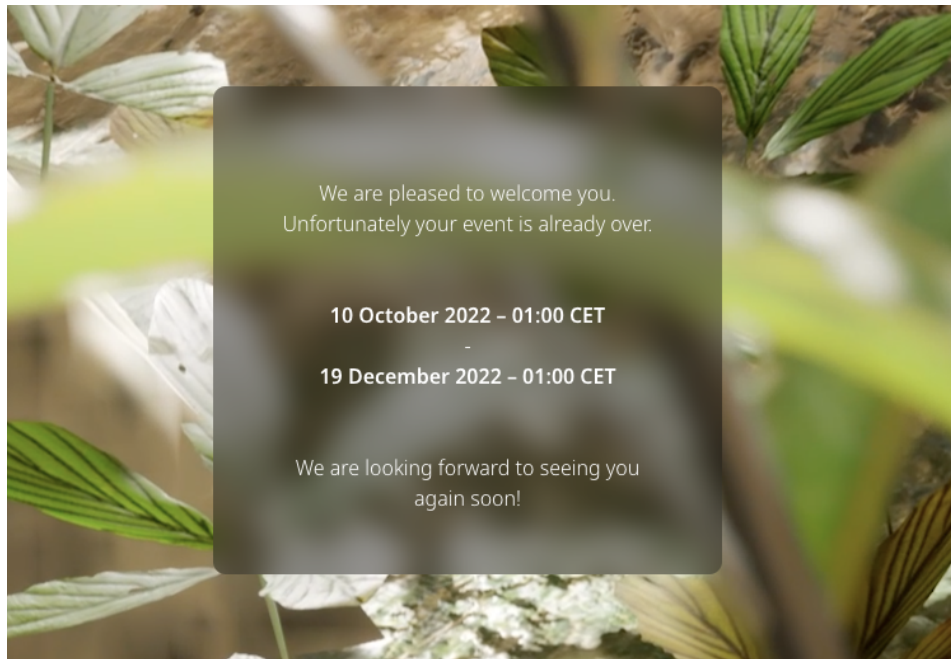 We are pleased to welcome you.
Unfortunately your event is already over.
10 October 2022 – 01:00 CET
-
19 December 2022 – 01:00 CET
We are looking forward to seeing you
again soon!